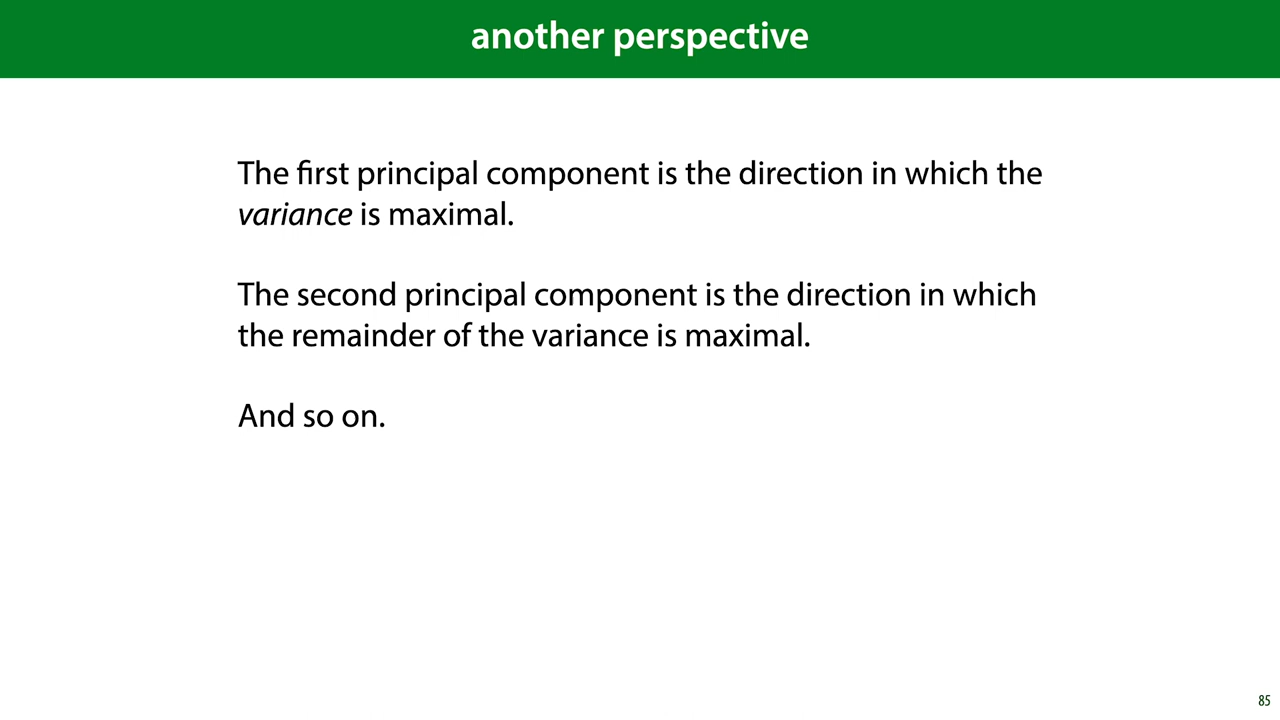 another perspective
The first principal component is the direction in which the
variance is maximal.
The second principal component is the direction in which
the remainder of the variance is maximal.
And so on.
85